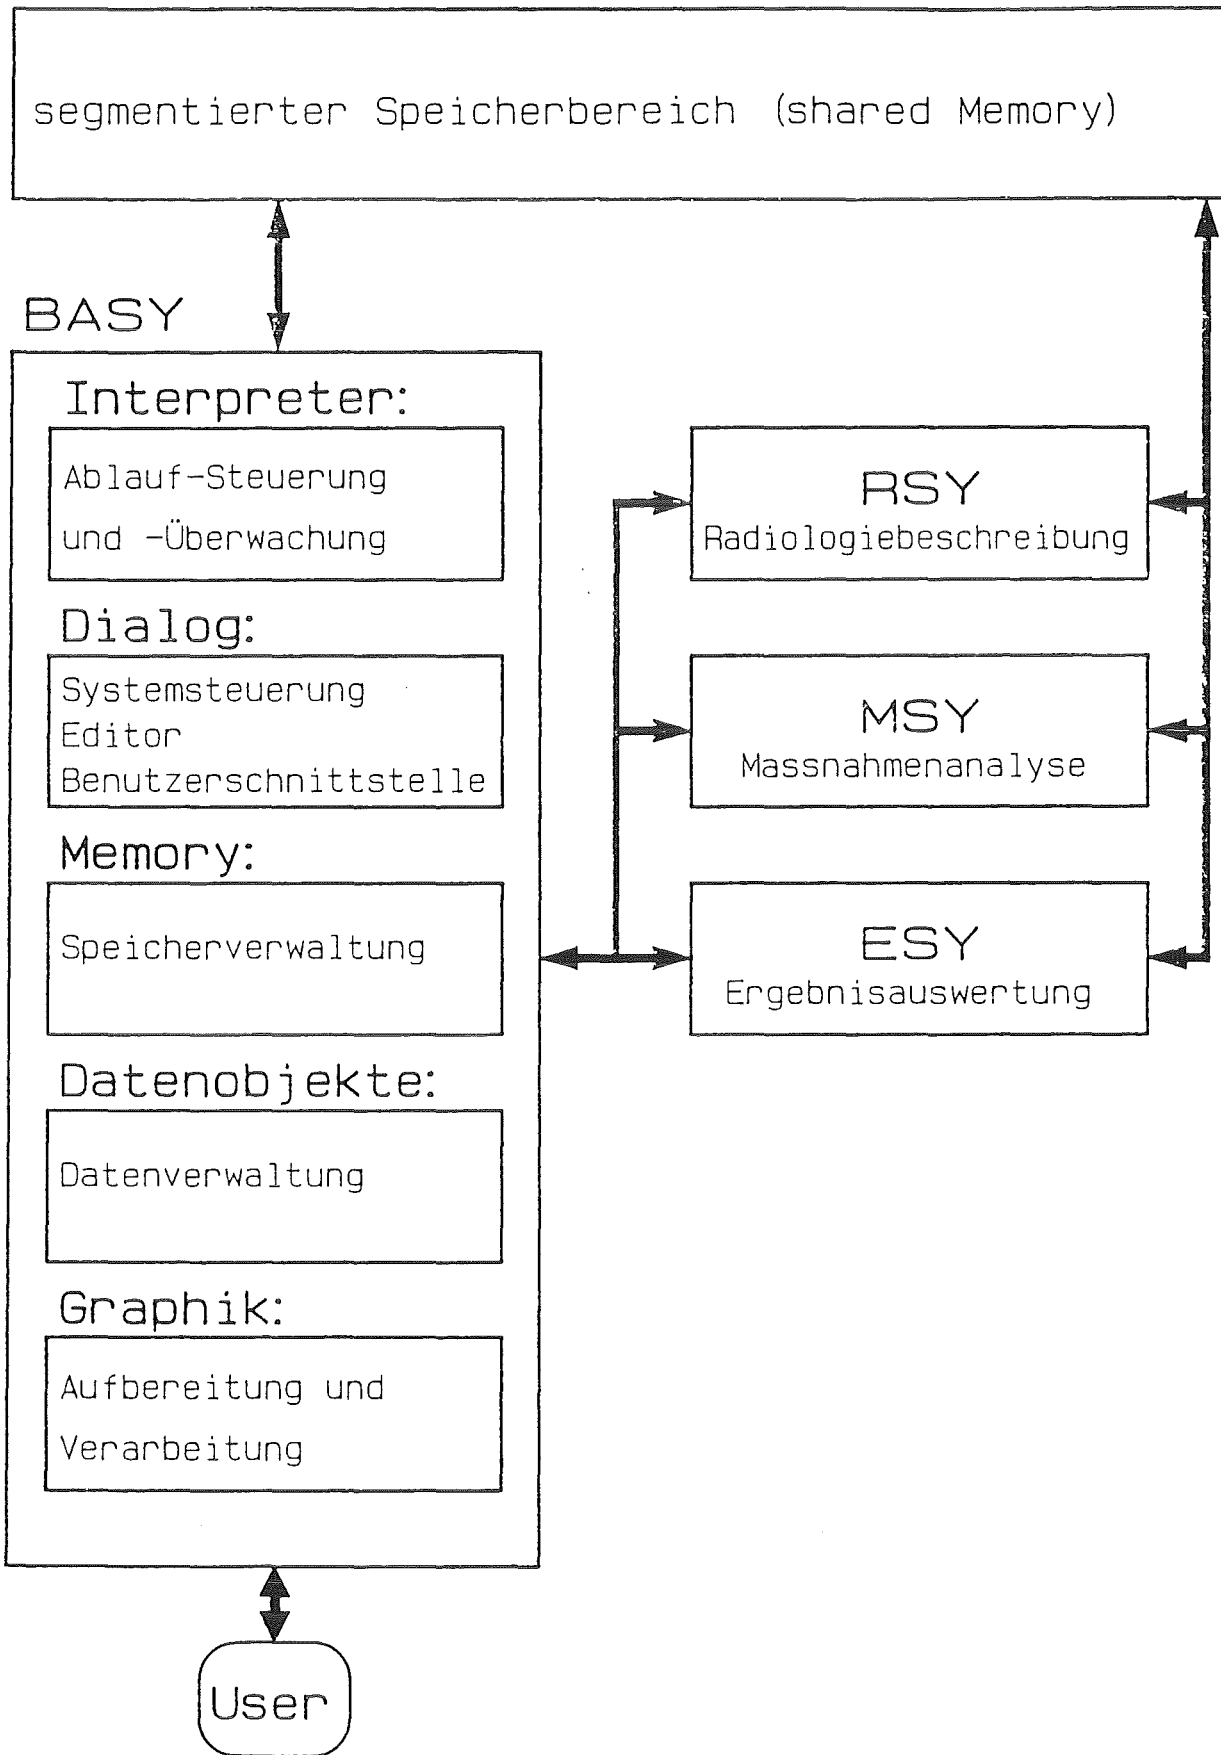 segmentierter Speicherbereich (shared Memory)
BASY
Interpreter:
Ablauf-Steuerung
und -Überwachung
Dialog:
Systemsteuerung
Editor
Benutzerschnittstelle
Memory:
Speicherverwaltung
Datenobjekte:
Datenverwaltung
Graphik:
Aufbereitung und
Verarbeitung
RSY
Radiologiebeschreibung
MSY
Massnahmenanalyse
ESY
Ergebnisauswertung
User